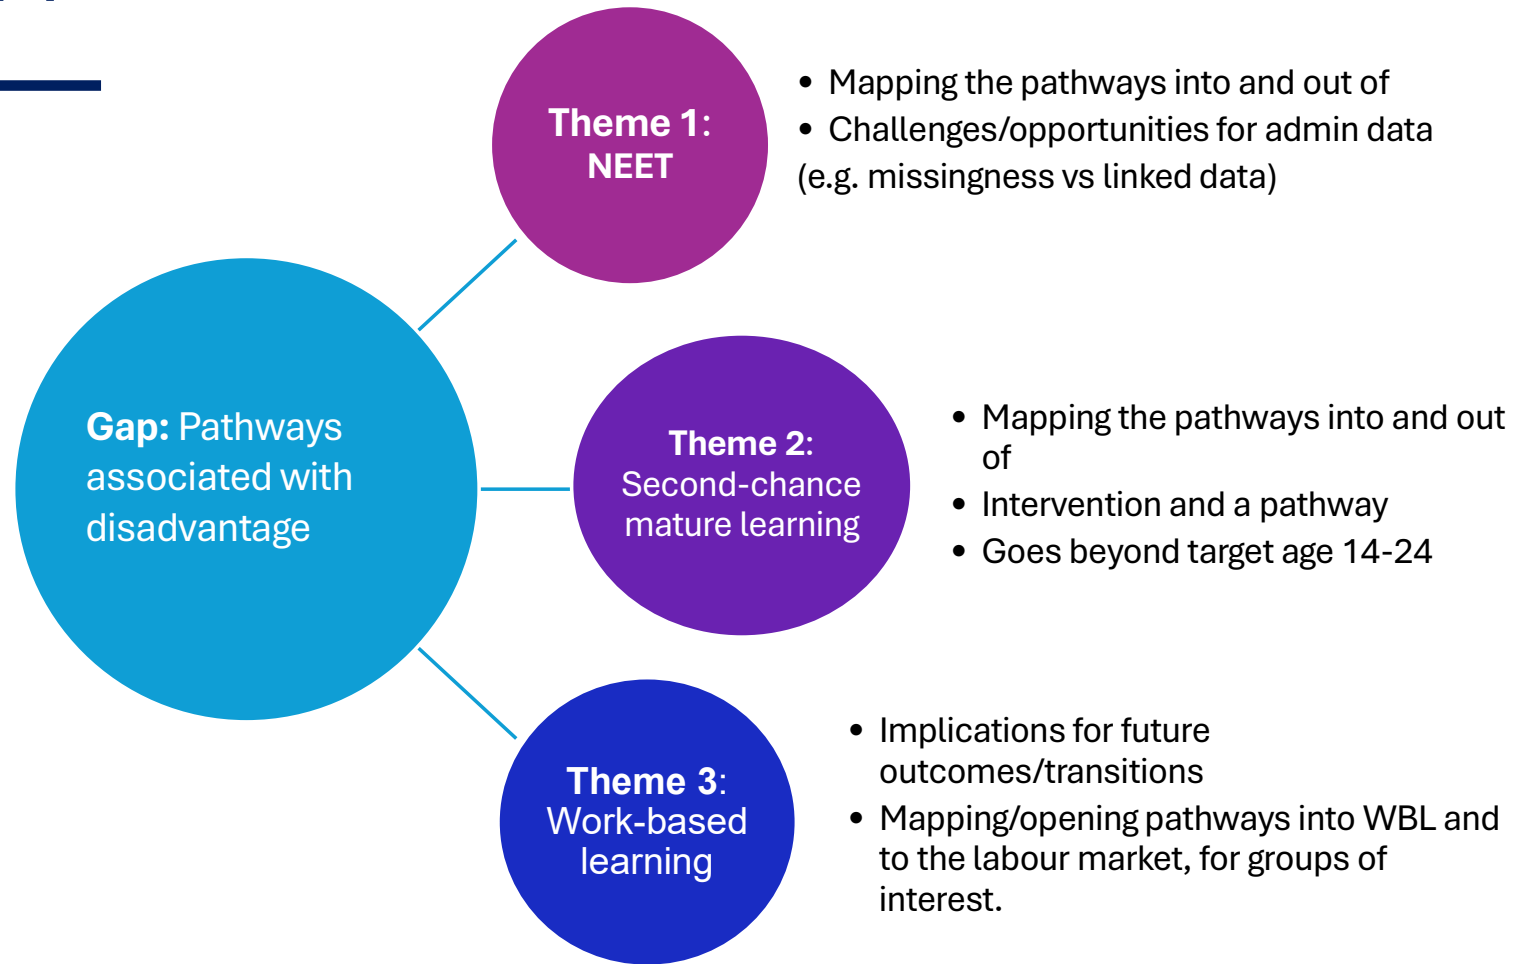 Theme 1:
NEET
• Mapping the pathways into and out of
• Challenges/opportunities for admin data
(e.g. missingness vs linked data)
Gap: Pathways
associated with
disadvantage
Theme 2:
Second-chance
mature learning
• Mapping the pathways into and out
of
• Intervention and a pathway
• Goes beyond target age 14-24
Theme 3:
Work-based
learning
• Implications for future
outcomes/transitions
• Mapping/opening pathways into WBL and
to the labour market, for groups of
interest.